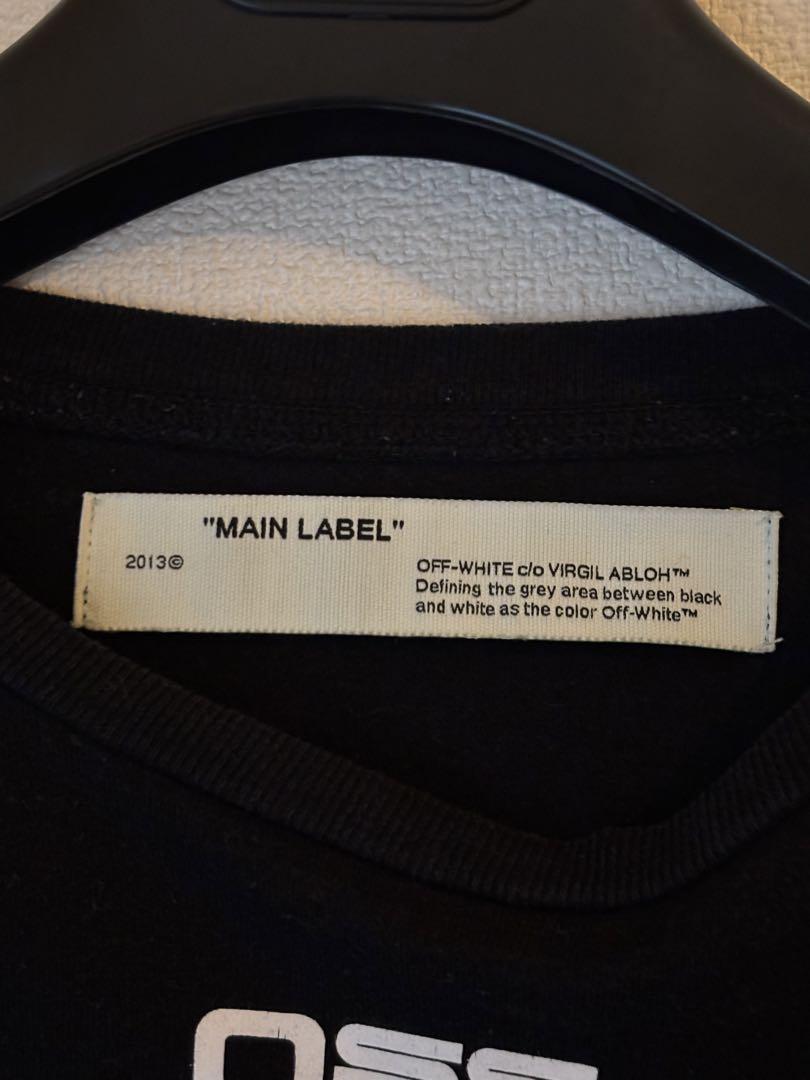 "MAIN LABEL"
2013©
OFF-WHITE c/o VIRGIL ABLOH™
Defining the grey area between black
and white as the color Off-White™